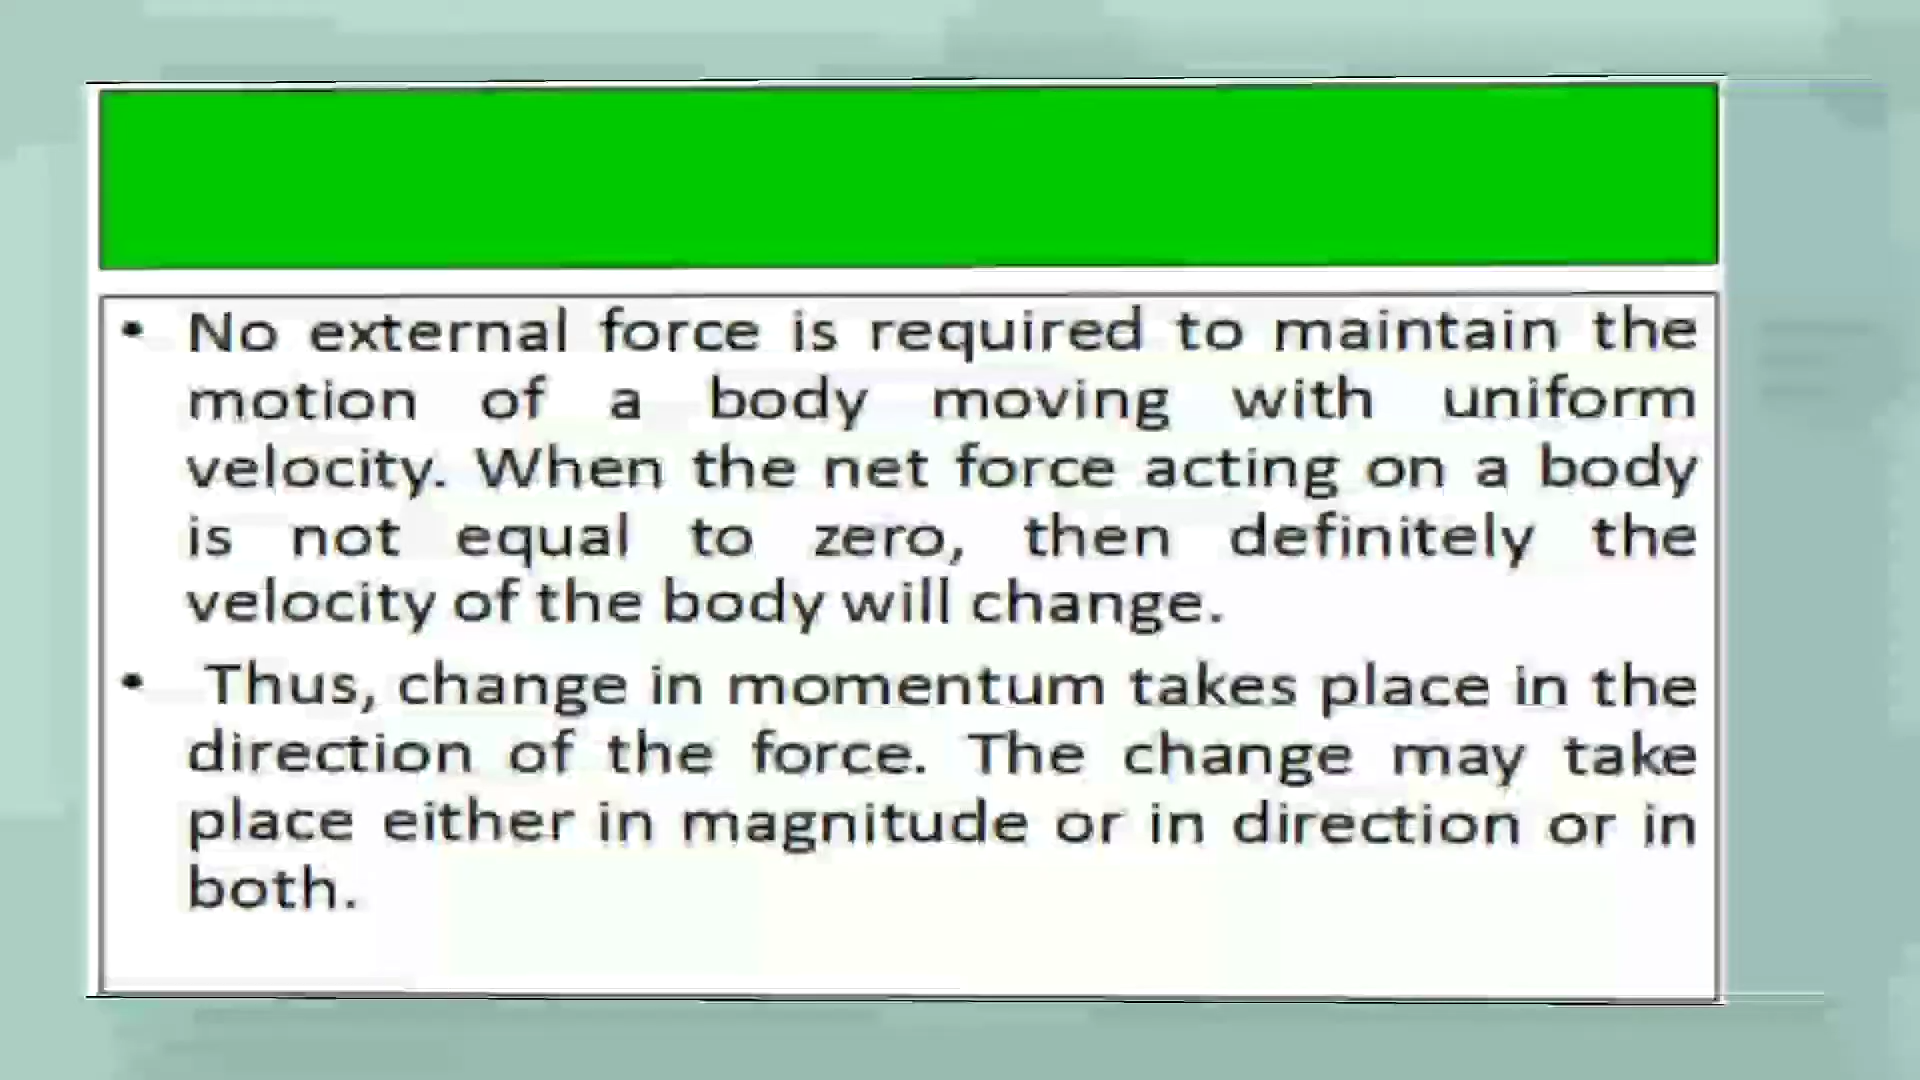 • No external force is required to maintain the
motion of a body moving with uniform
velocity. When the net force acting on a body
is not equal to zero, then definitely the
velocity of the body will change.
• Thus, change in momentum takes place in the
direction of the force. The change may take
place either in magnitude or in direction or in
both.